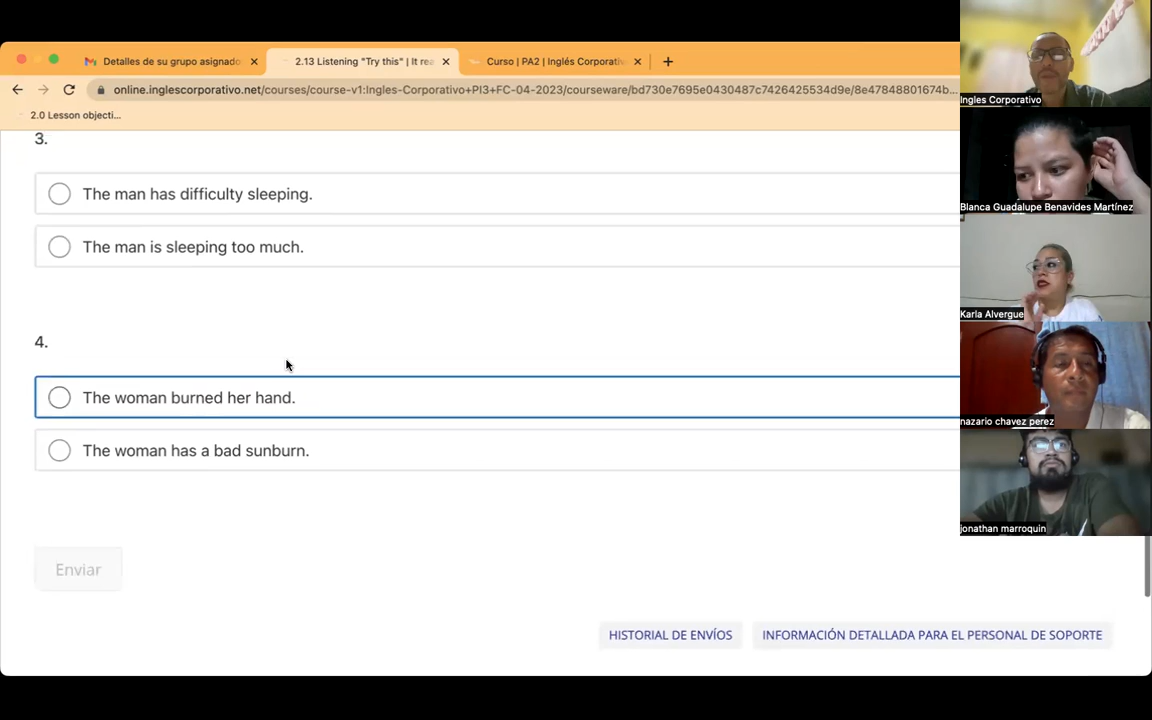 Detalles de su grupo asignado
2.13 Listening "Try this" | It rea
Curso | PA2 | Inglés Corporativ
online.inglescorporativo.net/courses/course-v1:Ingles-Corporativo+PI3+FC-04-2023/courseware/bd730e7695e0430487c7426425534d9e/8e47848801674b...
2.0 Lesson objecti...
3.
The man has difficulty sleeping.
The man is sleeping too much.
4.
The woman burned her hand.
The woman has a bad sunburn.
Enviar
HISTORIAL DE ENVÍOS
INFORMACIÓN DETALLADA PARA EL PERSONAL DE SOPORTE
Ingles Corporativo
Blanca Guadalupe Benavides Martínez
Karla Alvergue
nazario chavez perez
jonathan marroquin